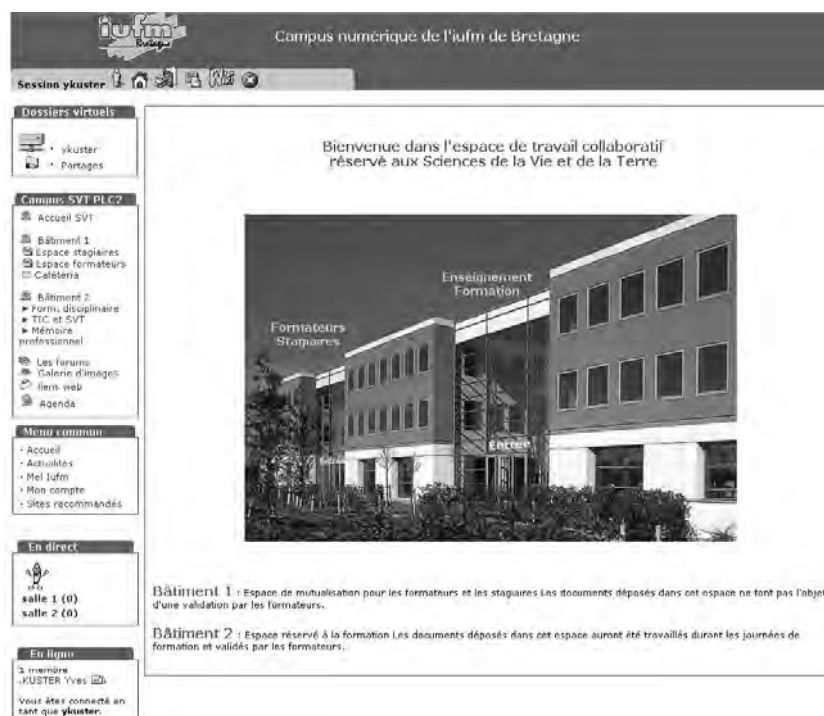 iufm
Bretagne
Campus numérique de l'iufm de Bretagne
Session ykuster
Dossiers virtuels
· ykuster
· Partages
Campus SVT PLC2
Accueil SVT
Bâtiment 1
Espace stagiaires
Espace formateurs
Cafétéria
Bâtiment 2
► Form. disciplinaire
► TIC et SVT
► Mémoire
professionnel
Les forums
Galerie d'images
liens web
Agenda
Menu commun
· Accueil
· Actualités
· Mel Iufm
· Mon compte
· Sites recommandés
En direct
salle 1 (0)
salle 2 (0)
En ligne
1 membre
KUSTER Yves
Vous êtes connecté en
tant que ykuster.
Bienvenue dans l'espace de travail collaboratif
réservé aux Sciences de la Vie et de la Terre
Enseignement
Formation
Formateurs
Stagiaires
Entrée
Entrée
Bâtiment 1 : Espace de mutualisation pour les formateurs et les stagiaires Les documents déposés dans cet espace ne font pas l'objet
d'une validation par les formateurs.
Bâtiment 2 : Espace réservé à la formation Les documents déposés dans cet espace auront été travaillés durant les journées de
formation et validés par les formateurs.